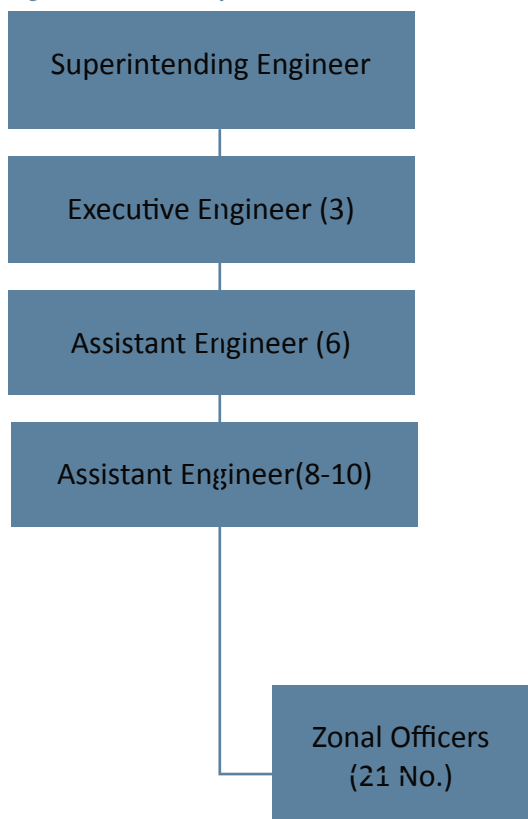 Superintending Engineer
Executive Engineer (3)
Assistant Engineer (6)
Assistant Engineer(8-10)
Zonal Officers
(21 No.)